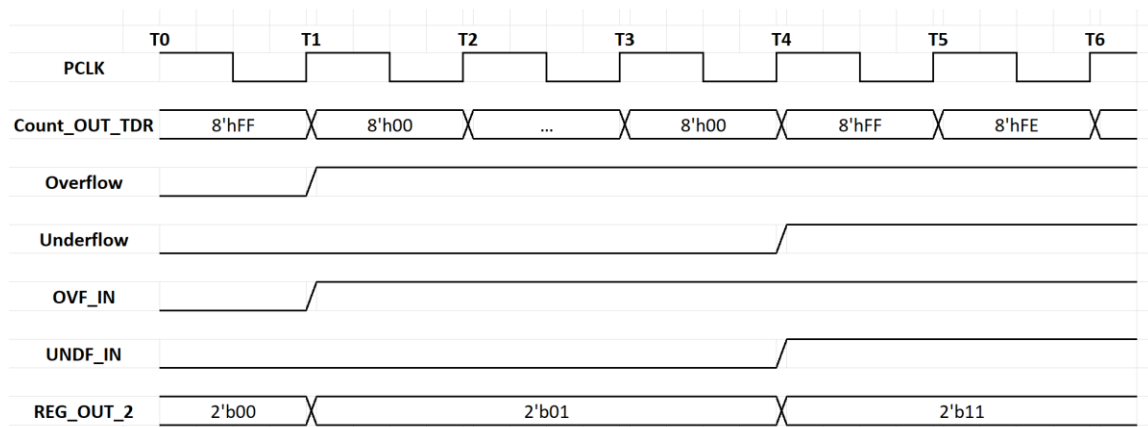 T0 T1 T2 T3 T4 T5 T6
PCLK
Count_OUT_TDR 8'hFF 8'h00 ... 8'h00 8'hFF 8'hFE
Overflow
Underflow
OVF_IN
UNDF_IN
REG_OUT_2 2'b00 2'b01 2'b11